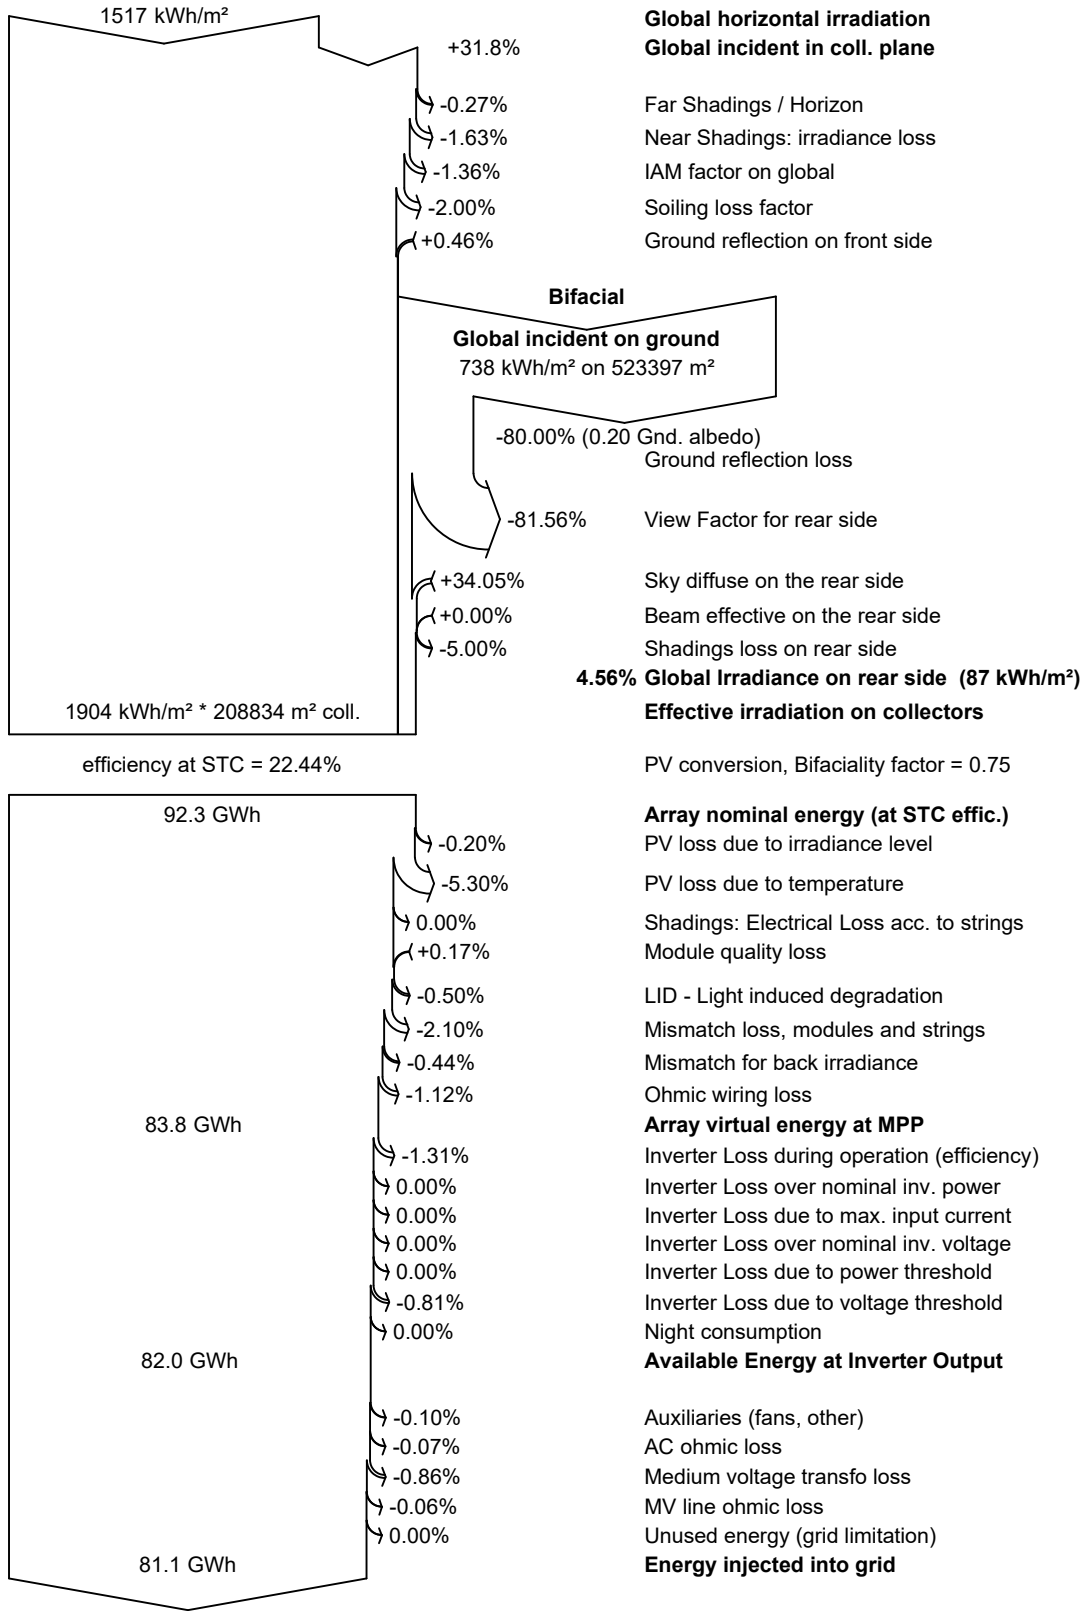 1517 kWh/m² Global horizontal irradiation
+31.8% Global incident in coll. plane
-0.27% Far Shadings / Horizon
-1.63% Near Shadings: irradiance loss
-1.36% IAM factor on global
-2.00% Soiling loss factor
+0.46% Ground reflection on front side
Bifacial
Global incident on ground
738 kWh/m² on 523397 m²
-80.00% (0.20 Gnd. albedo)
Ground reflection loss
-81.56% View Factor for rear side
+34.05% Sky diffuse on the rear side
+0.00% Beam effective on the rear side
-5.00% Shadings loss on rear side
4.56% Global Irradiance on rear side (87 kWh/m²)
1904 kWh/m² * 208834 m² coll. Effective irradiation on collectors
efficiency at STC = 22.44% PV conversion, Bifaciality factor = 0.75
92.3 GWh Array nominal energy (at STC effic.)
-0.20% PV loss due to irradiance level
-5.30% PV loss due to temperature
0.00% Shadings: Electrical Loss acc. to strings
+0.17% Module quality loss
-0.50% LID - Light induced degradation
-2.10% Mismatch loss, modules and strings
-0.44% Mismatch for back irradiance
-1.12% Ohmic wiring loss
83.8 GWh Array virtual energy at MPP
-1.31% Inverter Loss during operation (efficiency)
0.00% Inverter Loss over nominal inv. power
0.00% Inverter Loss due to max. input current
0.00% Inverter Loss over nominal inv. voltage
0.00% Inverter Loss due to power threshold
-0.81% Inverter Loss due to voltage threshold
0.00% Night consumption
82.0 GWh Available Energy at Inverter Output
-0.10% Auxiliaries (fans, other)
-0.07% AC ohmic loss
-0.86% Medium voltage transfo loss
-0.06% MV line ohmic loss
0.00% Unused energy (grid limitation)
81.1 GWh Energy injected into grid